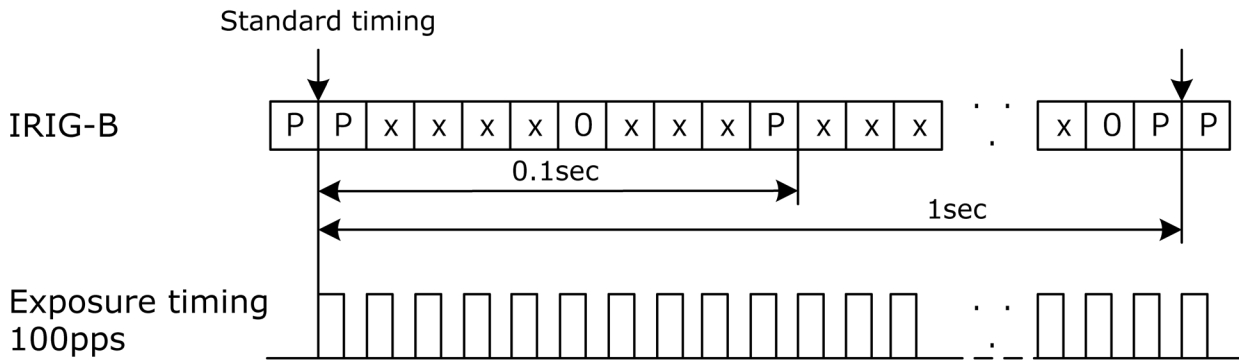 Standard timing
IRIG-B P P x x x x 0 x x x P x x x . . . x 0 P P
0.1sec
1sec
Exposure timing
100pps . . .